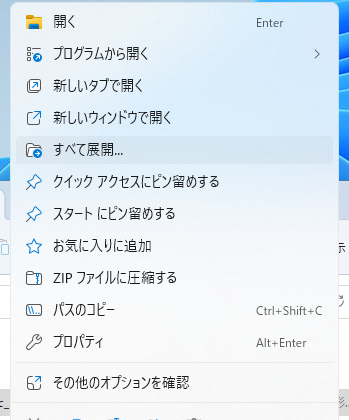 開く Enter
プログラムから開く
新しいタブで開く
新しいウィンドウで開く
すべて展開...
クイック アクセスにピン留めする
スタート にピン留めする
お気に入りに追加
ZIP ファイルに圧縮する
パスのコピー Ctrl+Shift+C
プロパティ Alt+Enter
その他のオプションを確認